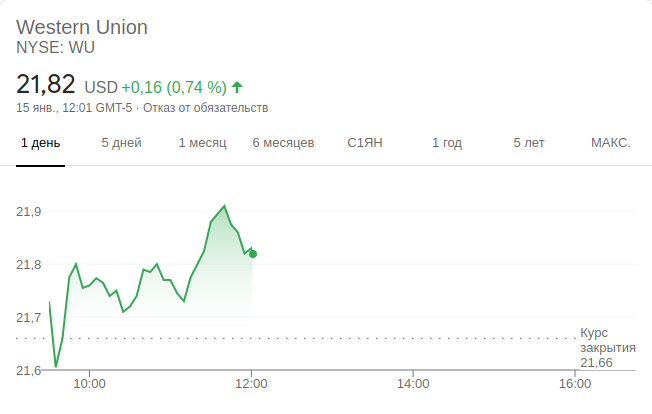 Western Union
NYSE: WU
21,82 USD +0,16 (0,74 %)
15 янв., 12:01 GMT-5 · Отказ от обязательств
1 день 5 дней 1 месяц 6 месяцев С1ЯН 1 год 5 лет МАКС.
21,9
21,8
21,7
Курс
закрытия
21,66
21,6
10:00 12:00 14:00 16:00